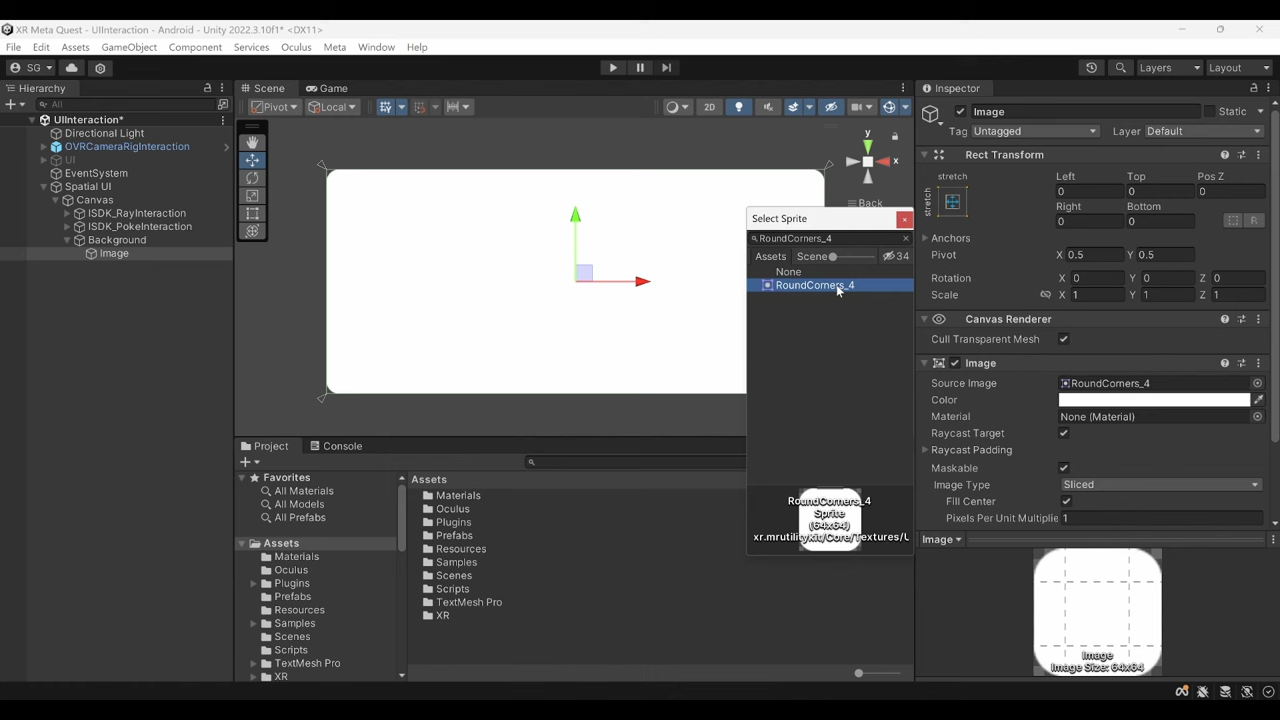 XR Meta Quest - UIInteraction - Android - Unity 2022.3.10f1* <DX11>
File Edit Assets GameObject Component Services Oculus Meta Window Help
SG Layers Layout
Hierarchy
All
UIInteraction*
Directional Light
OVRCameraRigInteraction
UI
EventSystem
Spatial UI
Canvas
ISDK_RayInteraction
ISDK_PokeInteraction
Background
Image
Scene Game
Pivot Local 2D
y
x
Back
Select Sprite
RoundCorners_4
Assets Scene 34
None
RoundCorners_4
RoundCorners_4
Sprite
(64x64)
xr.mrutilitykit/Core/Textures/U
Project Console
Favorites
All Materials
All Models
All Prefabs
Assets
Materials
Oculus
Plugins
Prefabs
Resources
Samples
Scenes
Scripts
TextMesh Pro
XR
Assets
Materials
Oculus
Plugins
Prefabs
Resources
Samples
Scenes
Scripts
TextMesh Pro
XR
Inspector
Image Static
Tag Untagged Layer Default
Rect Transform
stretch Left Top Pos Z
stretch 0 0 0
Right Bottom
0 0 R
Anchors
Pivot X 0.5 Y 0.5
Rotation X 0 Y 0 Z 0
Scale X 1 Y 1 Z 1
Canvas Renderer
Cull Transparent Mesh
Image
Source Image RoundCorners_4
Color
Material None (Material)
Raycast Target
Raycast Padding
Maskable
Image Type Sliced
Fill Center
Pixels Per Unit Multiplie 1
Image
Image
Image Size: 64x64